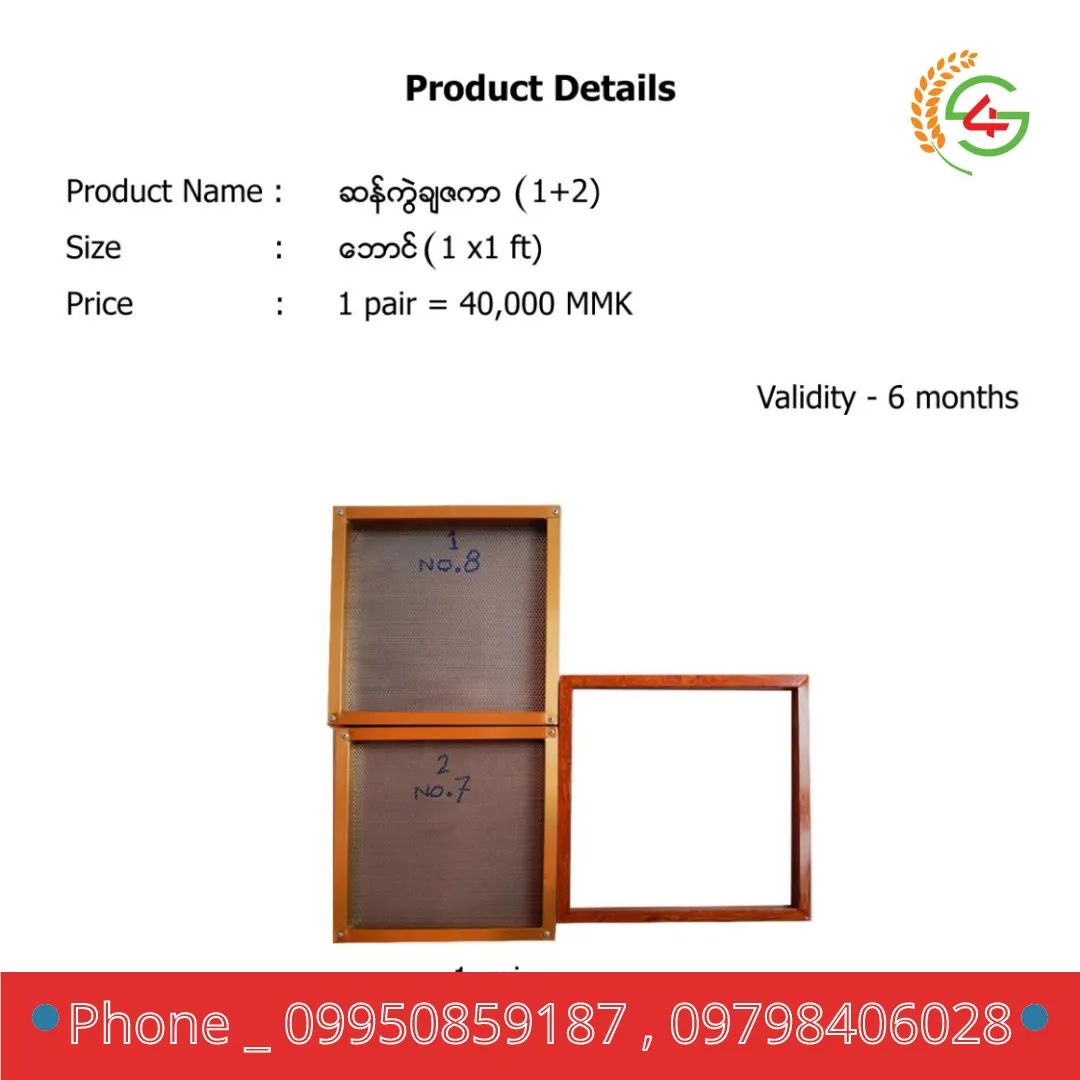 Product Details
Product Name : ဆန်ကွဲချဇကာ (1+2)
Size : ဘောင်(1 x1 ft)
Price : 1 pair = 40,000 MMK
Validity - 6 months
1
NO.8
2
NO.7
Phone _ 09950859187 , 09798406028